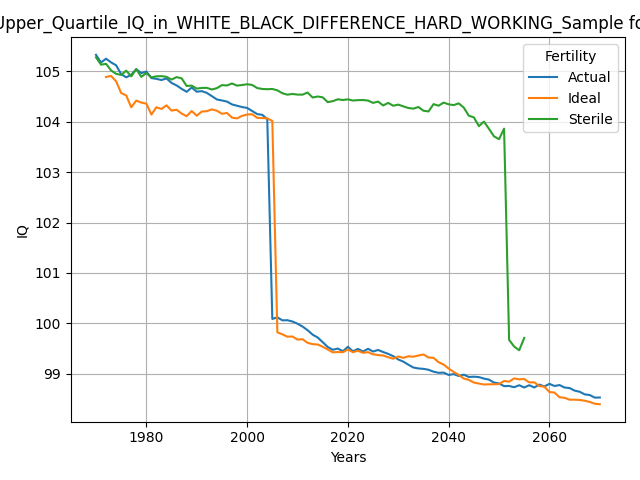 Upper_Quartile_IQ_in_WHITE_BLACK_DIFFERENCE_HARD_WORKING_Sample fo
Fertility
Actual
Ideal
Sterile
105
104
103
102
101
100
99
IQ
1980 2000 2020 2040 2060
Years